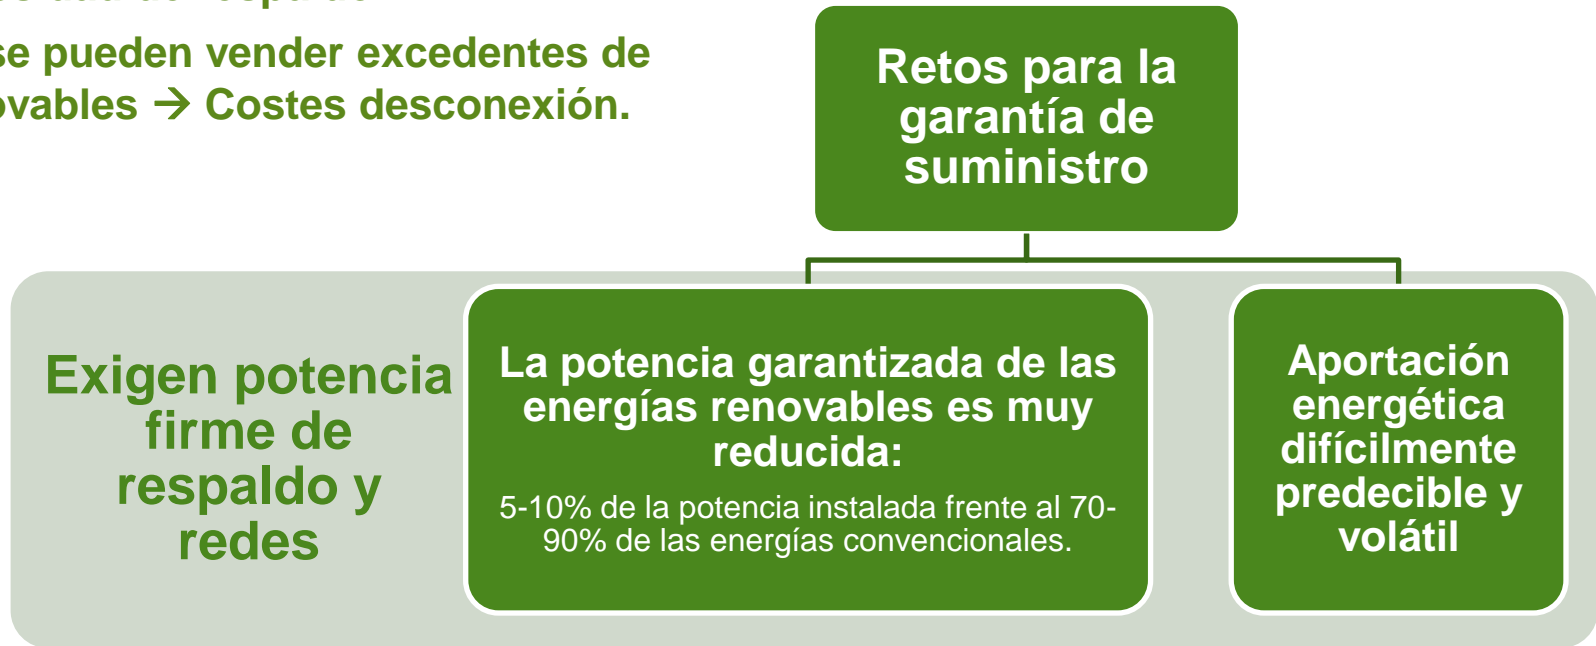 se pueden vender excedentes de
ovables → Costes desconexión.
Retos para la
garantía de
suministro
Exigen potencia
firme de
respaldo y
redes
La potencia garantizada de las
energías renovables es muy
reducida:
5-10% de la potencia instalada frente al 70-
90% de las energías convencionales.
Aportación
energética
difícilmente
predecible y
volátil